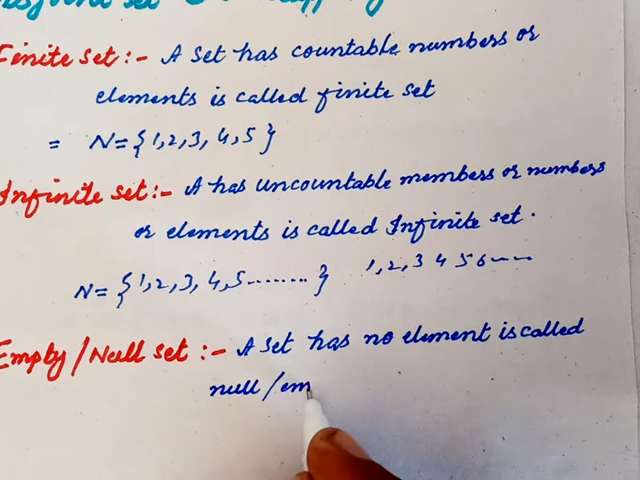 Finite set :- A set has countable numbers or
elements is called finite set
= N = {1,2,3, 4,5}
Infinite set :- A has uncountable members or numbers
or elements is called Infinite set.
N = {1,2,3, 4,5........} 1,2,3 4 5 6 ----
Empty/Null set :- A set has no element is called
null/em